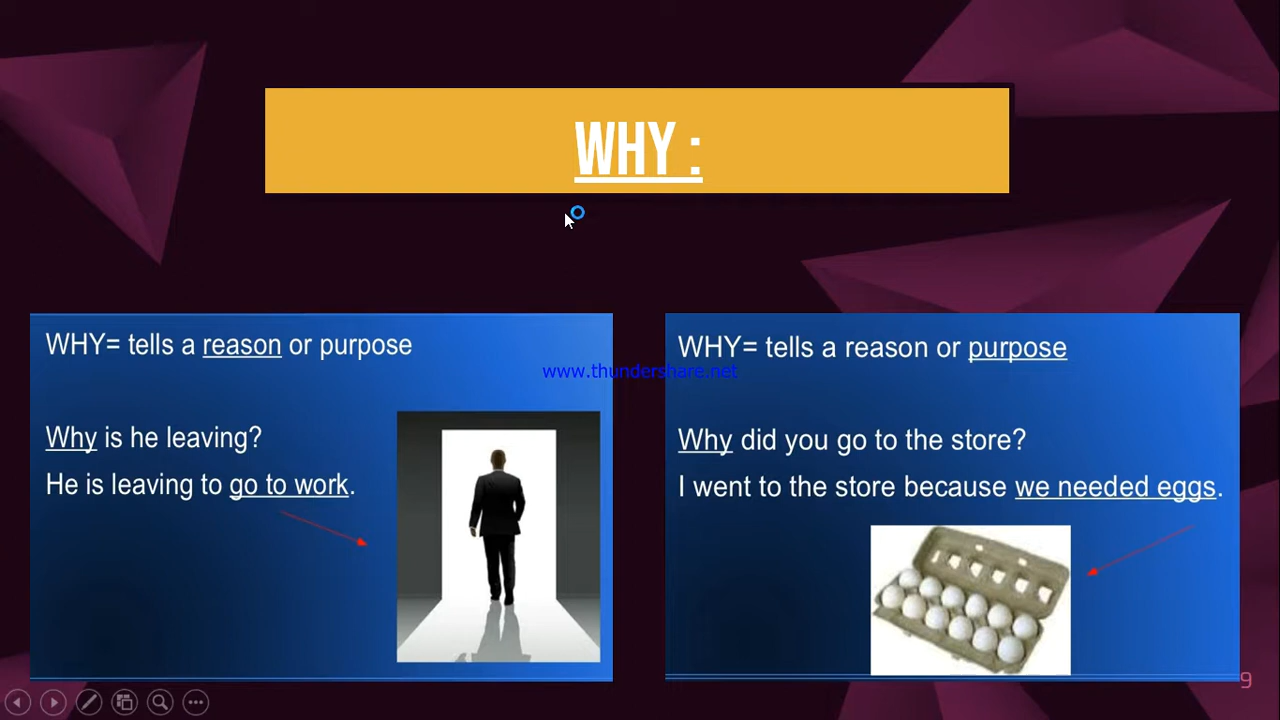 WHY :
WHY= tells a reason or purpose
Why is he leaving?
He is leaving to go to work.
www.thundershare.net
WHY= tells a reason or purpose
Why did you go to the store?
I went to the store because we needed eggs.
9